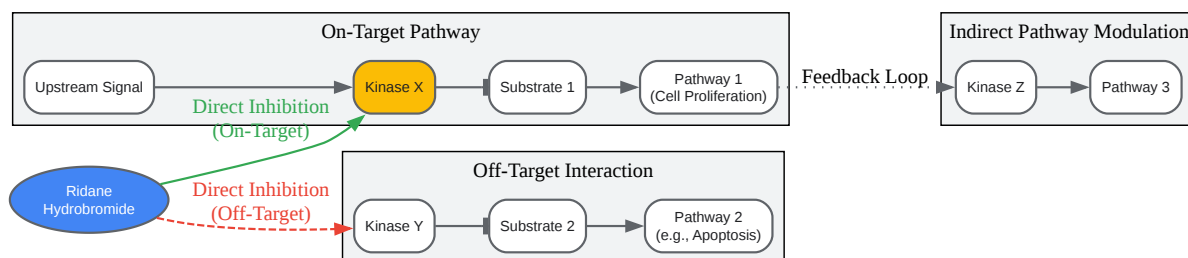 On-Target Pathway
Indirect Pathway Modulation
Upstream Signal
Kinase X
Substrate 1
Pathway 1
(Cell Proliferation)
Feedback Loop
Kinase Z
Pathway 3
Direct Inhibition
(On-Target)
Ridane
Hydrobromide
Direct Inhibition
(Off-Target)
Off-Target Interaction
Kinase Y
Substrate 2
Pathway 2
(e.g., Apoptosis)